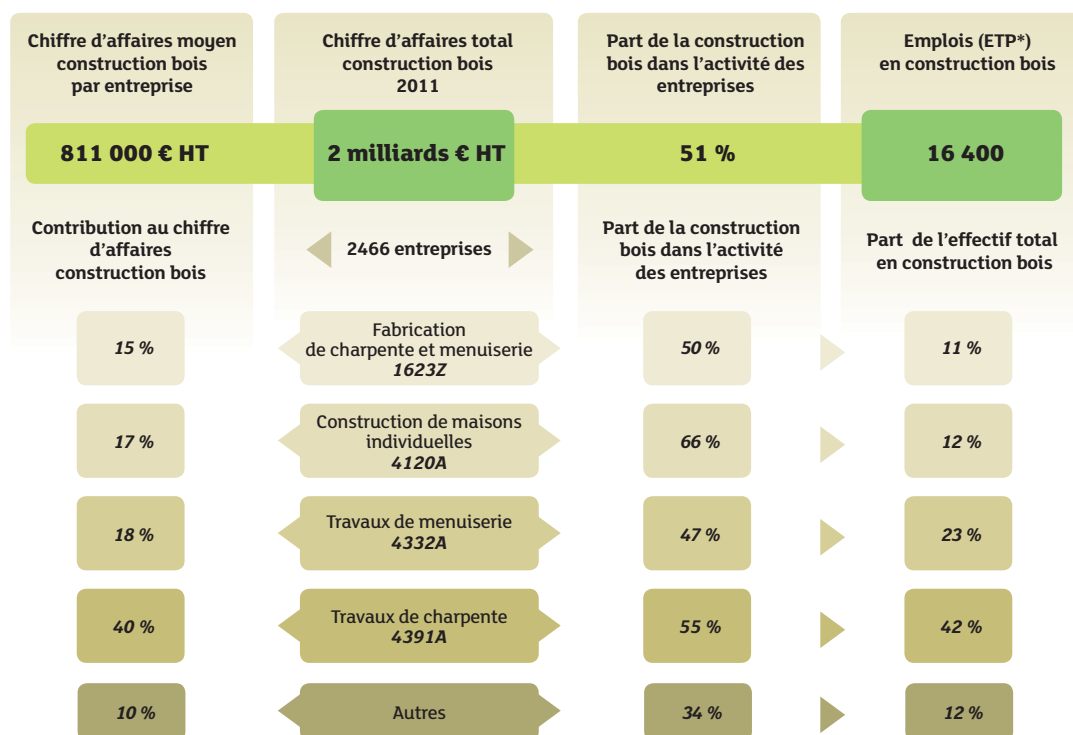 Chiffre d'affaires moyen
construction bois
par entreprise
Chiffre d'affaires total
construction bois
2011
Part de la construction
bois dans l'activité des
entreprises
Emplois (ETP*)
en construction bois
811 000 € HT
2 milliards € HT
51 %
16 400
Contribution au chiffre
d'affaires
construction bois
2466 entreprises
Part de la construction
bois dans l'activité
des entreprises
Part de l'effectif total
en construction bois
15 %
Fabrication
de charpente et menuiserie
1623Z
50 %
11 %
17 %
Construction de maisons
individuelles
4120A
66 %
12 %
18 %
Travaux de menuiserie
4332A
47 %
23 %
40 %
Travaux de charpente
4391A
55 %
42 %
10 %
Autres
34 %
12 %